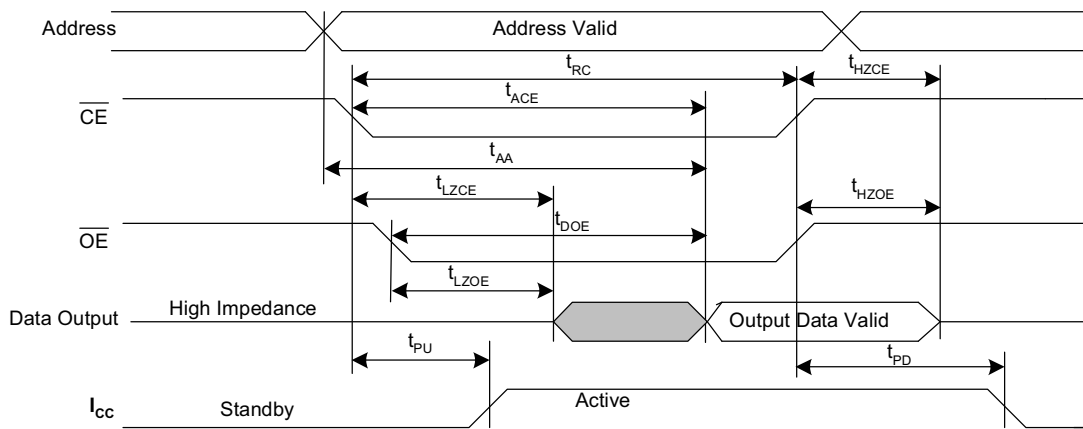 Address
Address Valid
tRC
tHZCE
CE
tACE
tAA
tLZCE
tHZOE
OE
tDOE
tLZOE
Data Output
High Impedance
Output Data Valid
tPU
tPD
ICC
Standby
Active